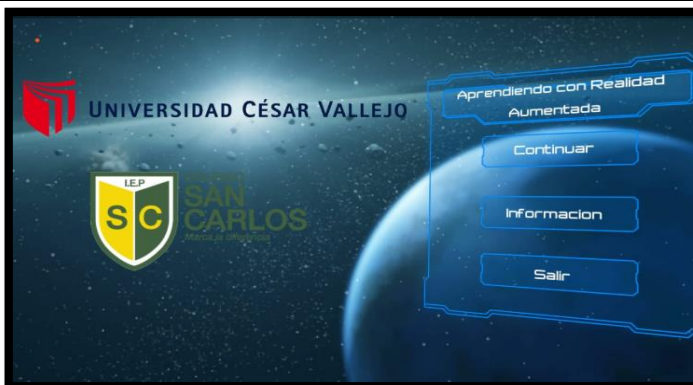 UNIVERSIDAD CÉSAR VALLEJO
I.E.P
SC
SAN
CARLOS
Aprendiendo con Realidad
Aumentada
Continuar
Informacion
Salir